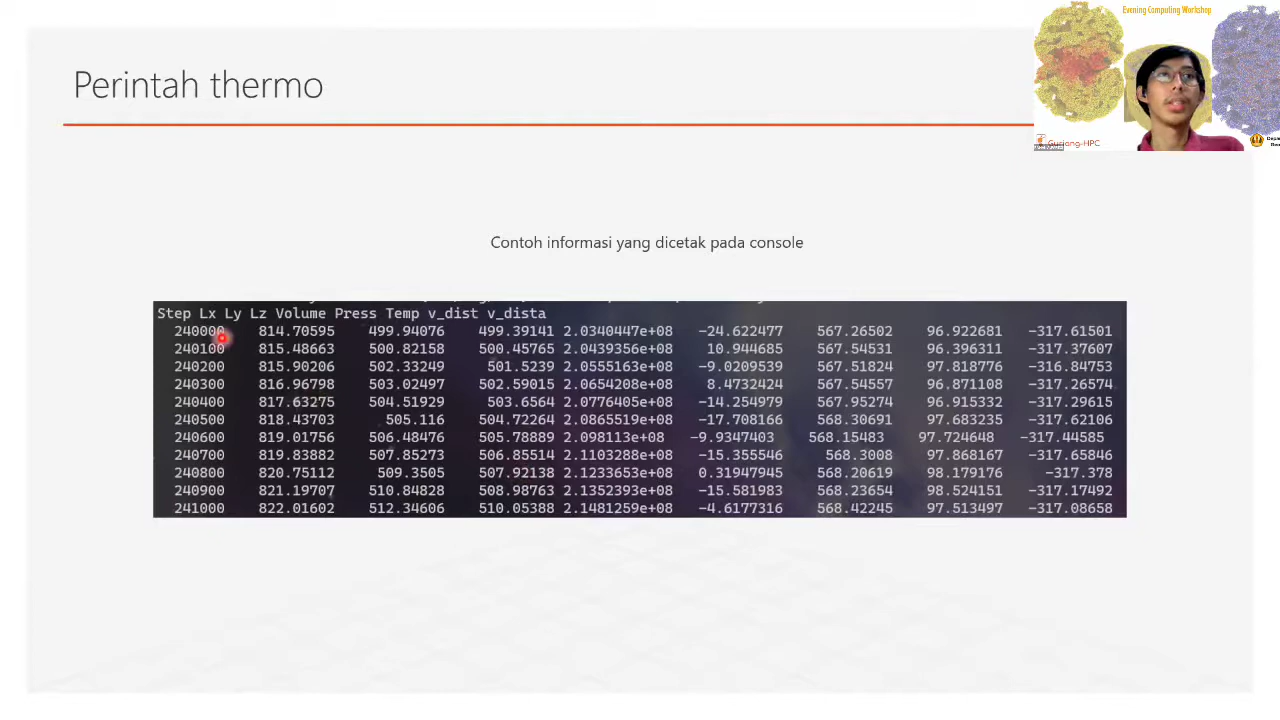 Evening Computing Workshop
Perintah thermo
Gunjang-HPC
Contoh informasi yang dicetak pada console
Step Lx Ly Lz Volume Press Temp v_dist v_dista
240000 814.70595 499.94076 499.39141 2.0340447e+08 -24.622477 567.26502 96.922681 -317.61501
240100 815.48663 500.82158 500.45765 2.0439356e+08 10.944685 567.54531 96.396311 -317.37607
240200 815.90206 502.33249 501.5239 2.0555163e+08 -9.0209539 567.51824 97.818776 -316.84753
240300 816.96798 503.02497 502.59015 2.0654208e+08 8.4732424 567.54557 96.871108 -317.26574
240400 817.63275 504.51929 503.6564 2.0776405e+08 -14.254979 567.95274 96.915332 -317.29615
240500 818.43703 505.116 504.72264 2.0865519e+08 -17.708166 568.30691 97.683235 -317.62106
240600 819.01756 506.48476 505.78889 2.098113e+08 -9.9347403 568.15483 97.724648 -317.44585
240700 819.83882 507.85273 506.85514 2.1103288e+08 -15.355546 568.3008 97.868167 -317.65846
240800 820.75112 509.3505 507.92138 2.1233653e+08 0.31947945 568.20619 98.179176 -317.378
240900 821.19707 510.84828 508.98763 2.1352393e+08 -15.581983 568.23654 98.524151 -317.17492
241000 822.01602 512.34606 510.05388 2.1481259e+08 -4.6177316 568.42245 97.513497 -317.08658